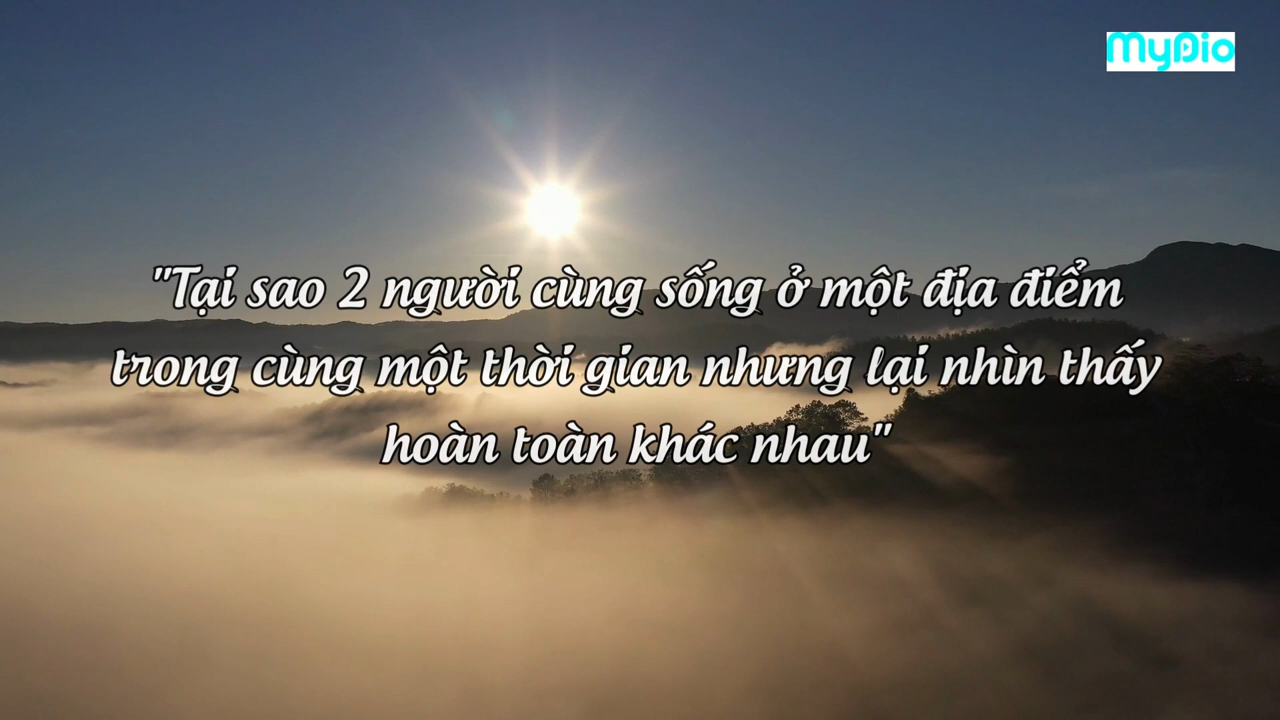 MyDio
"Tại sao 2 người cùng sống ở một địa điểm
trong cùng một thời gian nhưng lại nhìn thấy
hoàn toàn khác nhau"